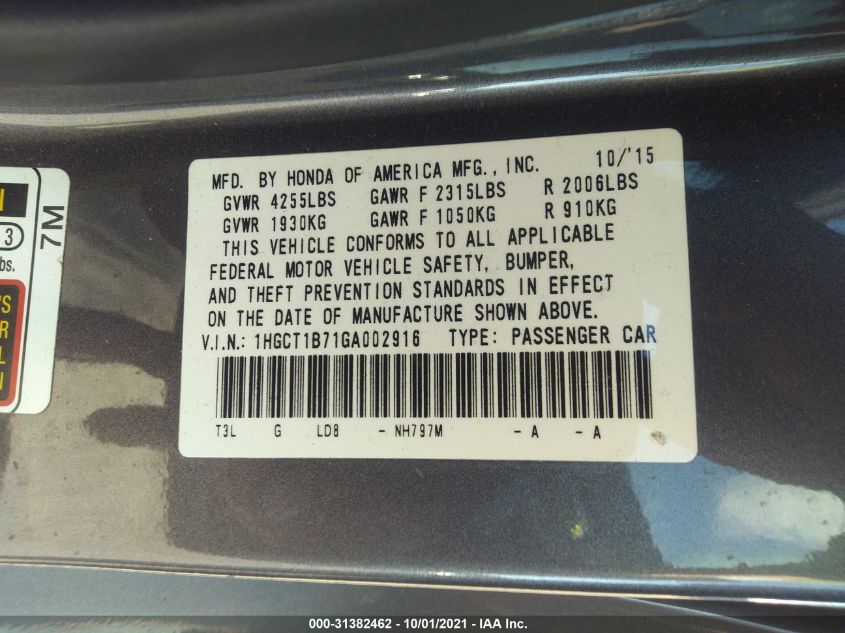 MFD. BY HONDA OF AMERICA MFG., INC. 10/'15
GVWR 4255LBS GAWR F 2315LBS R 2006LBS
GVWR 1930KG GAWR F 1050KG R 910KG
THIS VEHICLE CONFORMS TO ALL APPLICABLE
FEDERAL MOTOR VEHICLE SAFETY, BUMPER,
AND THEFT PREVENTION STANDARDS IN EFFECT
ON THE DATE OF MANUFACTURE SHOWN ABOVE.
V.I.N.: 1HGCT1B71GA002916 TYPE: PASSENGER CAR
T3L G LD8 - NH797M - A - A
7M
3
bs.
'S
R
L
N
000-31382462 - 10/01/2021 - IAA Inc.